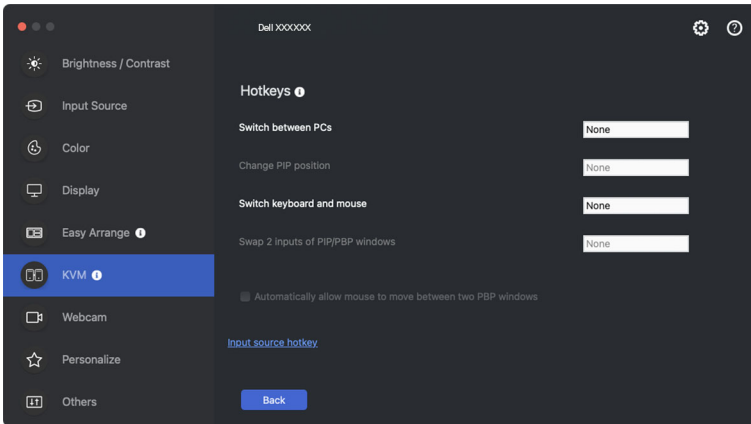 Dell XXXXXX
Brightness / Contrast
Input Source
Color
Display
Easy Arrange
KVM
Webcam
Personalize
Others
Hotkeys
Switch between PCs
None
Change PIP position
None
Switch keyboard and mouse
None
Swap 2 inputs of PIP/PBP windows
None
Automatically allow mouse to move between two PBP windows
Input source hotkey
Back